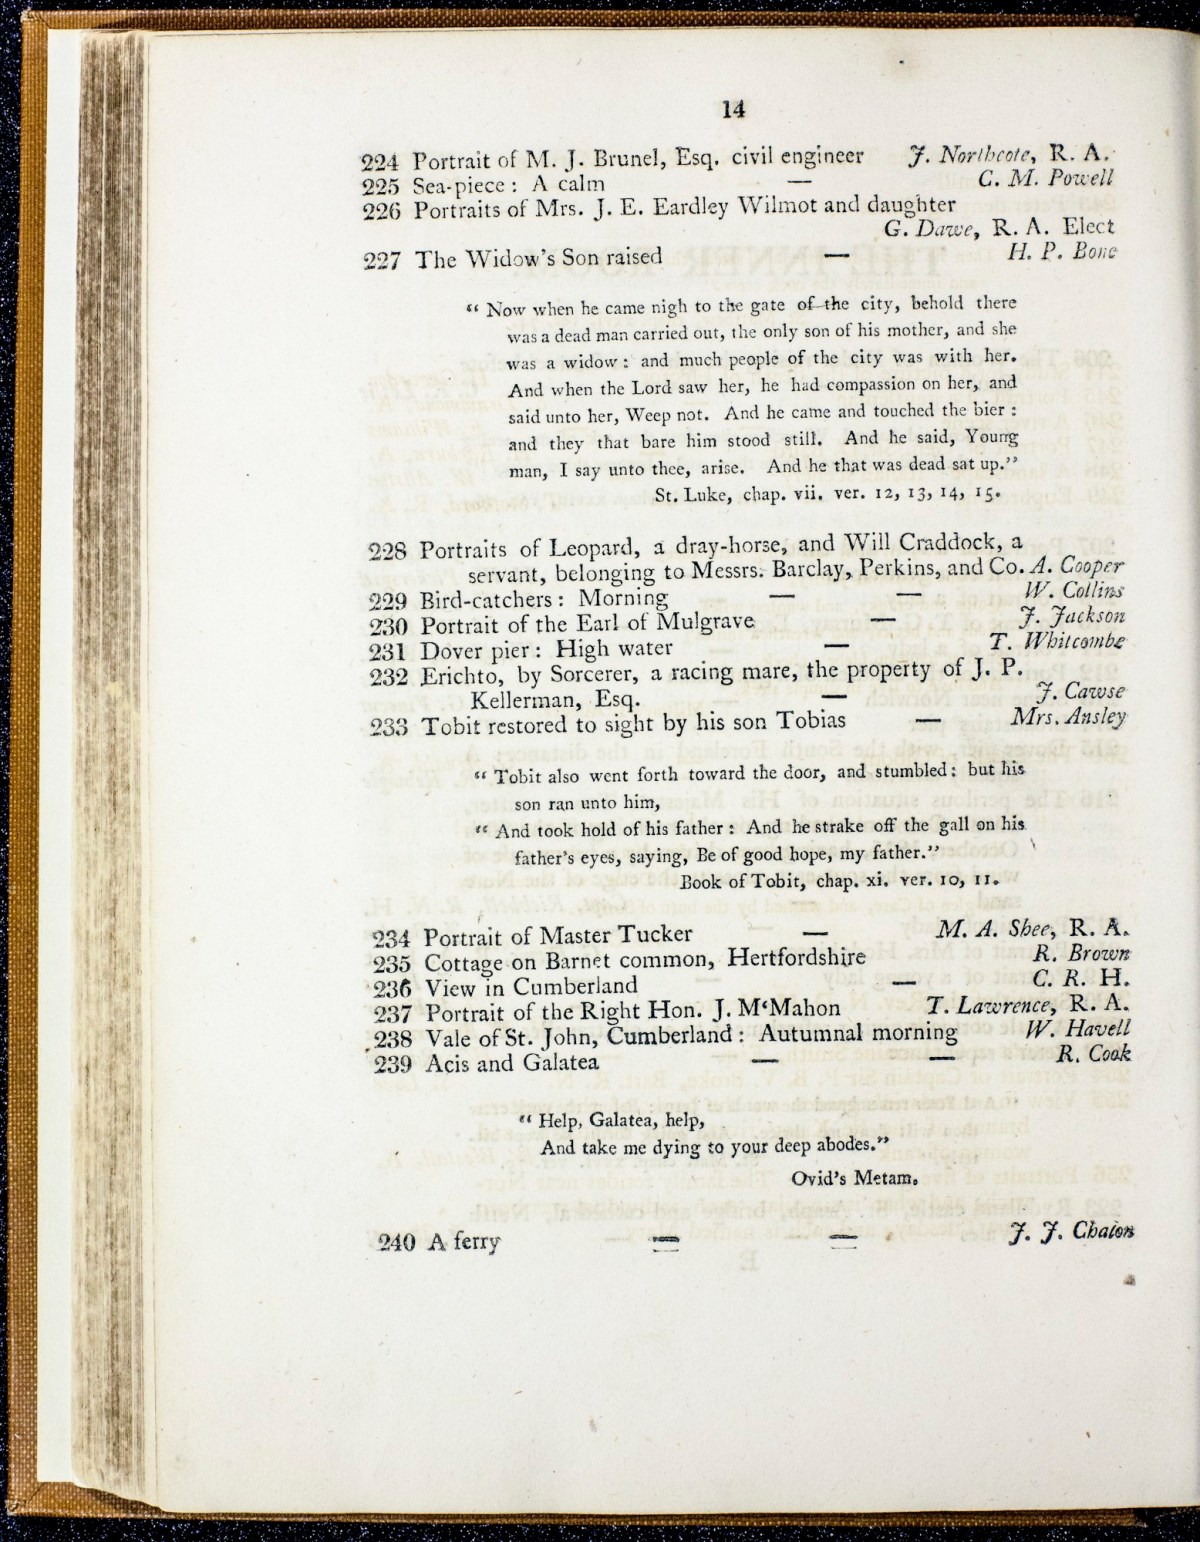 14
224 Portrait of M. J. Brunel, Esq. civil engineer J. Northcote, R. A.
225 Sea-piece : A calm — C. M. Powell
226 Portraits of Mrs. J. E. Eardley Wilmot and daughter
G. Dawe, R. A. Elect
227 The Widow's Son raised — H. P. Bone
“ Now when he came nigh to the gate of the city, behold there
was a dead man carried out, the only son of his mother, and she
was a widow : and much people of the city was with her.
And when the Lord saw her, he had compassion on her, and
said unto her, Weep not. And he came and touched the bier :
and they that bare him stood still. And he said, Young
man, I say unto thee, arise. And he that was dead sat up.”
St. Luke, chap. vii. ver. 12, 13, 14, 15.
228 Portraits of Leopard, a dray-horse, and Will Craddock, a
servant, belonging to Messrs. Barclay, Perkins, and Co. A. Cooper
229 Bird-catchers : Morning — — W. Collins
230 Portrait of the Earl of Mulgrave — J. Jackson
231 Dover pier : High water — T. Whitcombe
232 Erichto, by Sorcerer, a racing mare, the property of J. P.
Kellerman, Esq. — J. Cawse
233 Tobit restored to sight by his son Tobias — Mrs. Ansley
“ Tobit also went forth toward the door, and stumbled : but his
son ran unto him,
“ And took hold of his father : And he strake off the gall on his
father's eyes, saying, Be of good hope, my father.”
Book of Tobit, chap. xi. ver. 10, 11.
234 Portrait of Master Tucker — M. A. Shee, R. A.
235 Cottage on Barnet common, Hertfordshire R. Brown
236 View in Cumberland — C. R. H.
237 Portrait of the Right Hon. J. M‘Mahon T. Lawrence, R. A.
238 Vale of St. John, Cumberland : Autumnal morning W. Havell
239 Acis and Galatea — — R. Cook
“ Help, Galatea, help,
And take me dying to your deep abodes.”
Ovid's Metam.
240 A ferry — — J. J. Chalon